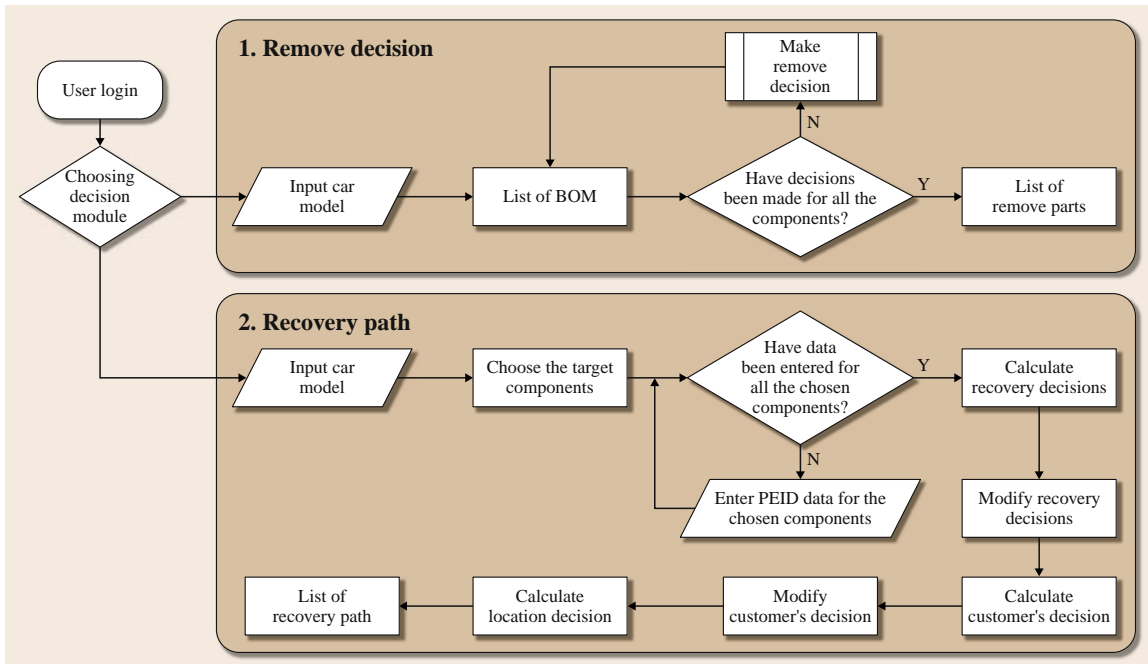 1. Remove decision
Make
remove
decision
User login
N
Choosing
decision
module
Input car
model
List of BOM
Have decisions
been made for all the
components?
Y
List of
remove parts
2. Recovery path
Input car
model
Choose the target
components
Have data
been entered for
all the chosen
components?
Y
Calculate
recovery decisions
N
Enter PEID data for the
chosen components
Modify recovery
decisions
List of
recovery path
Calculate
location decision
Modify
customer's decision
Calculate
customer's decision